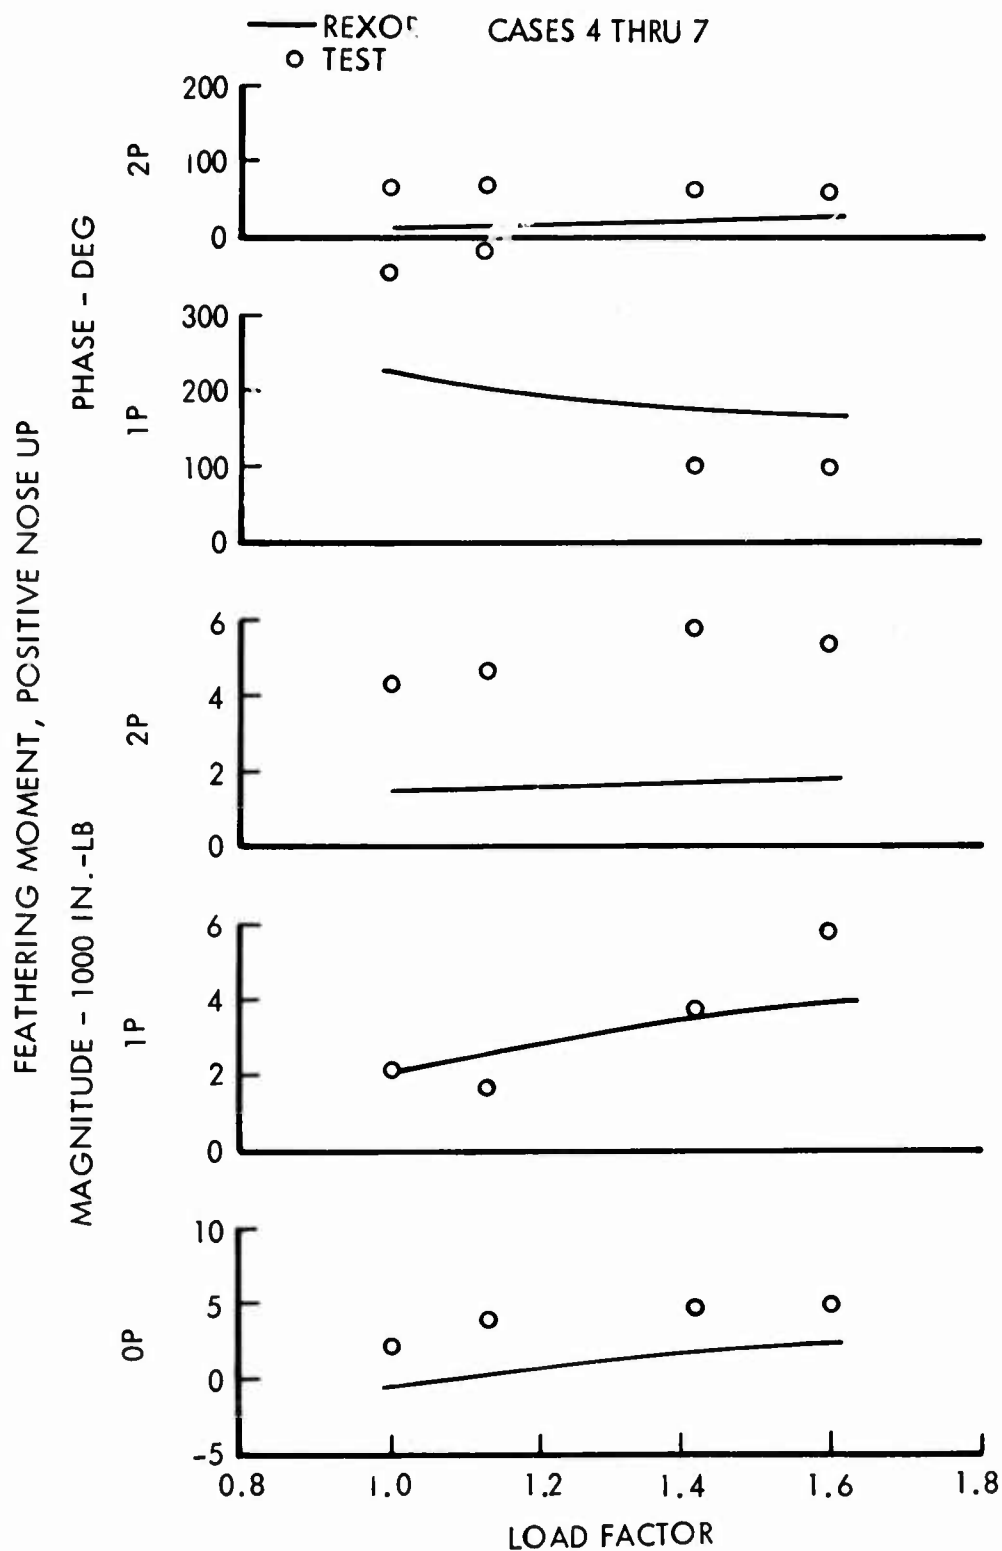 REXOR CASES 4 THRU 7
TEST
FEATHERING MOMENT, POSITIVE NOSE UP
PHASE - DEG
2P
200
100
0
1P
300
200
100
0
MAGNITUDE - 1000 IN.-LB
2P
6
4
2
0
1P
6
4
2
0
0P
10
5
0
-5
0.8 1.0 1.2 1.4 1.6 1.8
LOAD FACTOR